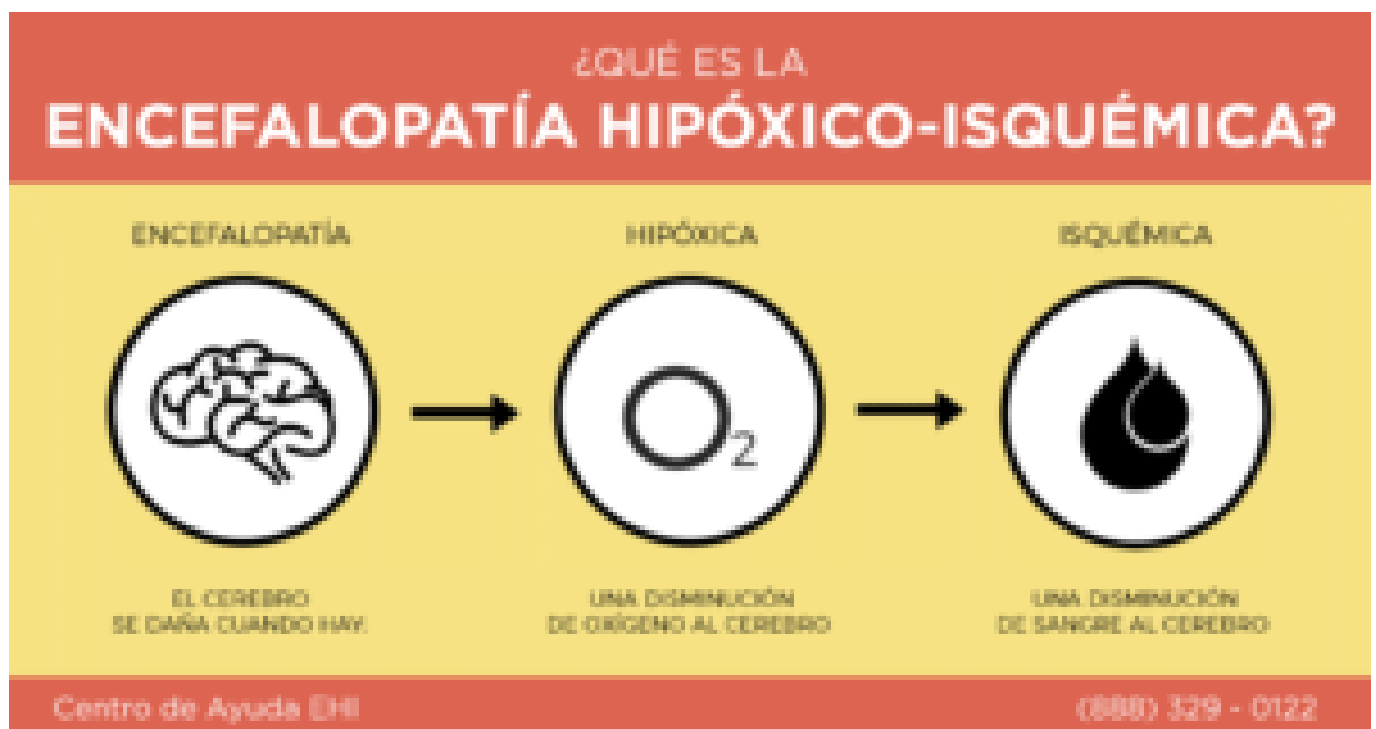 ¿QUÉ ES LA
ENCEFALOPATÍA HIPÓXICO-ISQUÉMICA?
ENCEFALOPATÍA
HIPÓXICA
ISQUÉMICA
O2
EL CEREBRO
SE DAÑA CUANDO HAY:
UNA DISMINUCIÓN
DE OXÍGENO AL CEREBRO
UNA DISMINUCIÓN
DE SANGRE AL CEREBRO
Centro de Ayuda EHI
(888) 329 - 0122